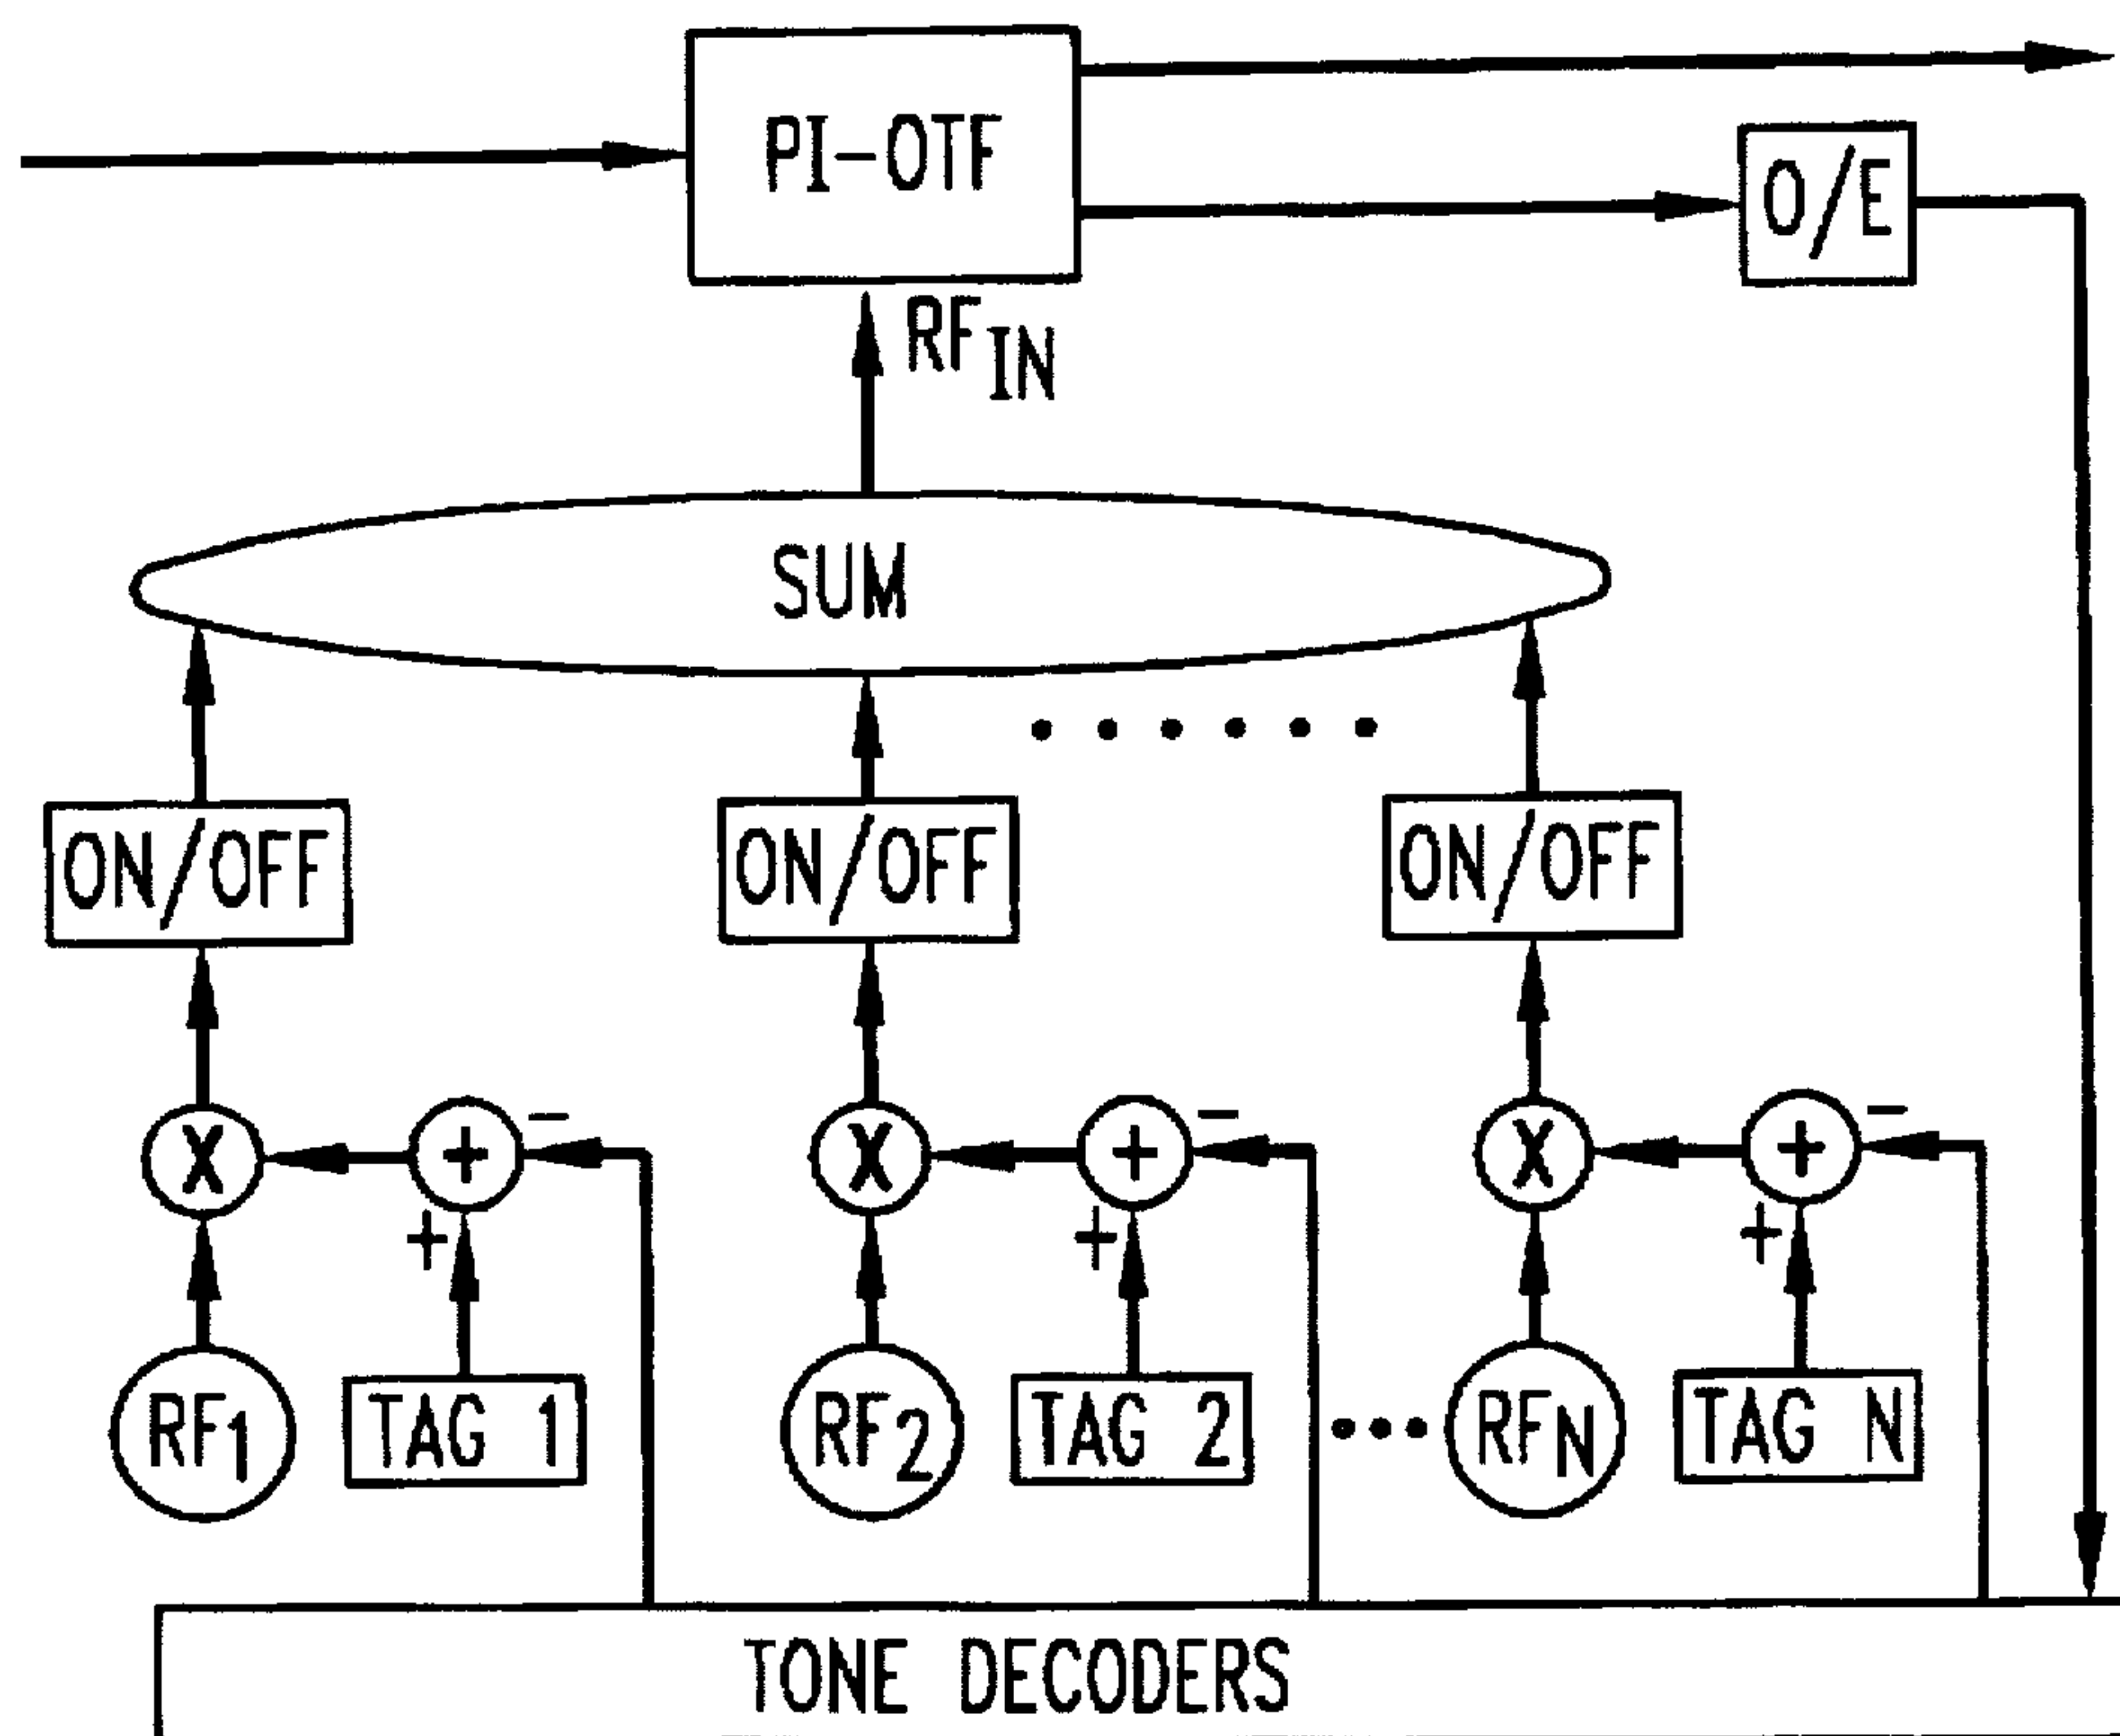 PI-OTF
O/E
RF IN
SUM
ON/OFF ON/OFF ON/OFF
X + - X + - X + -
+ + +
RF1 TAG 1 RF2 TAG 2 RFN TAG N
TONE DECODERS